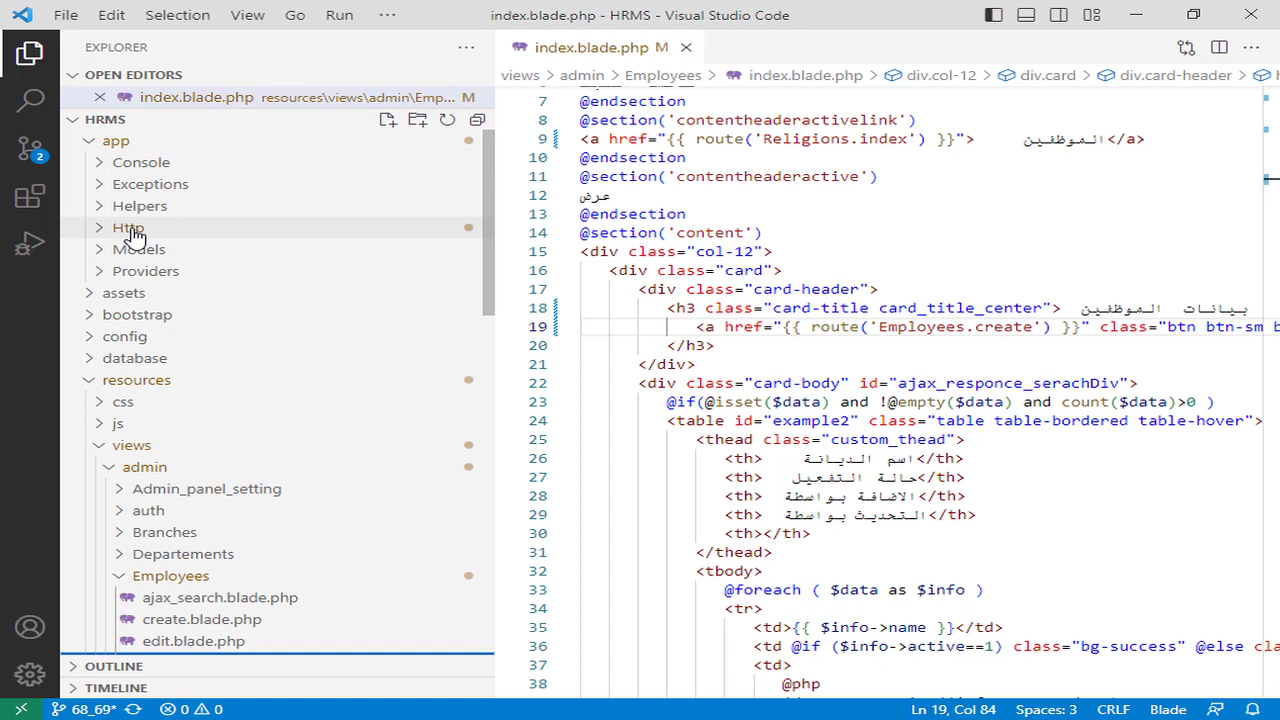 File Edit Selection View Go Run ··· index.blade.php - HRMS - Visual Studio Code
EXPLORER
OPEN EDITORS
index.blade.php resources\views\admin\Emp... M
HRMS
app
Console
Exceptions
Helpers
Http
Models
Providers
assets
bootstrap
config
database
resources
css
js
views
admin
Admin_panel_setting
auth
Branches
Departements
Employees
ajax_search.blade.php
create.blade.php
edit.blade.php
OUTLINE
TIMELINE
2
index.blade.php M
views > admin > Employees > index.blade.php > div.col-12 > div.card > div.card-header > h
7 @endsection
8 @section('contentheaderactivelink')
9 <a href="{{ route('Religions.index') }}"> الموظفين</a>
10 @endsection
11 @section('contentheaderactive')
12 عرض
13 @endsection
14 @section('content')
15 <div class="col-12">
16 <div class="card">
17 <div class="card-header">
18 <h3 class="card-title card_title_center"> بيانات الموظفين
19 <a href="{{ route('Employees.create') }}" class="btn btn-sm b
20 </h3>
21 </div>
22 <div class="card-body" id="ajax_responce_serachDiv">
23 @if(@isset($data) and !@empty($data) and count($data)>0 )
24 <table id="example2" class="table table-bordered table-hover">
25 <thead class="custom_thead">
26 <th> اسم الديانة</th>
27 <th> حالة التفعيل</th>
28 <th> الاضافة بواسطة</th>
29 <th> التحديث بواسطة</th>
30 <th></th>
31 </thead>
32 <tbody>
33 @foreach ( $data as $info )
34 <tr>
35 <td>{{ $info->name }}</td>
36 <td @if ($info->active==1) class="bg-success" @else clas
37 <td>
38 @php
68_69* 0 0 Ln 19, Col 84 Spaces: 3 CRLF Blade